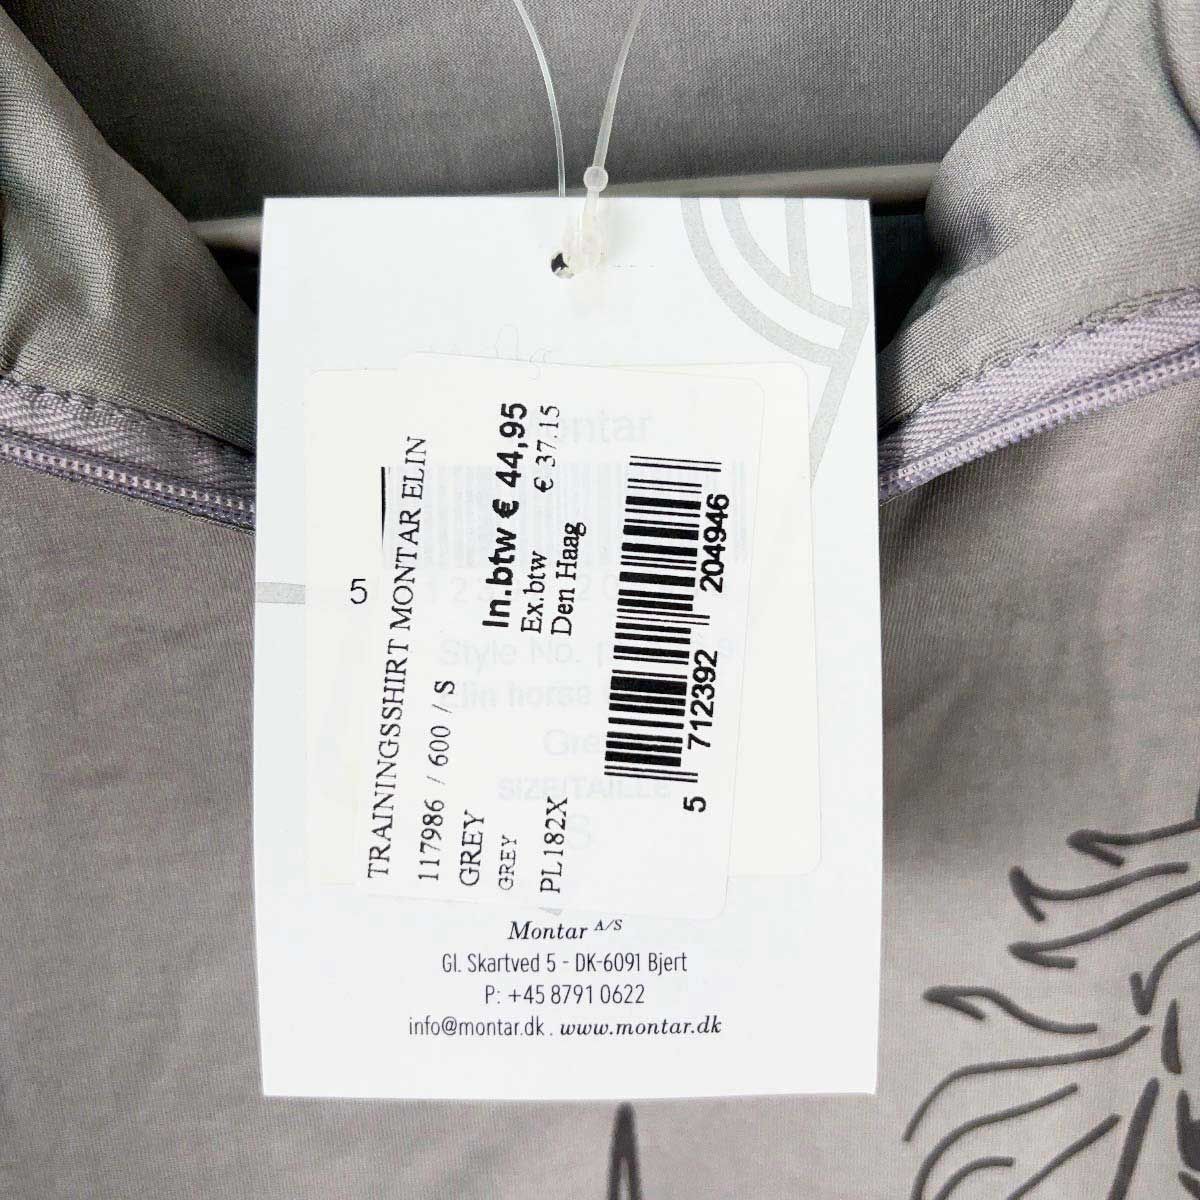 TRAININGSSHIRT MONTAR ELIN
117986 / 600 / S
GREY
GREY
PL182X
In.btw € 44,95
Ex.btw € 37.15
Den Haag
5 712392 204946
5
Montar
Style No.
Elin horse
SIZE/TAILLE
S
Montar A/S
Gl. Skartved 5 - DK-6091 Bjert
P: +45 8791 0622
info@montar.dk . www.montar.dk